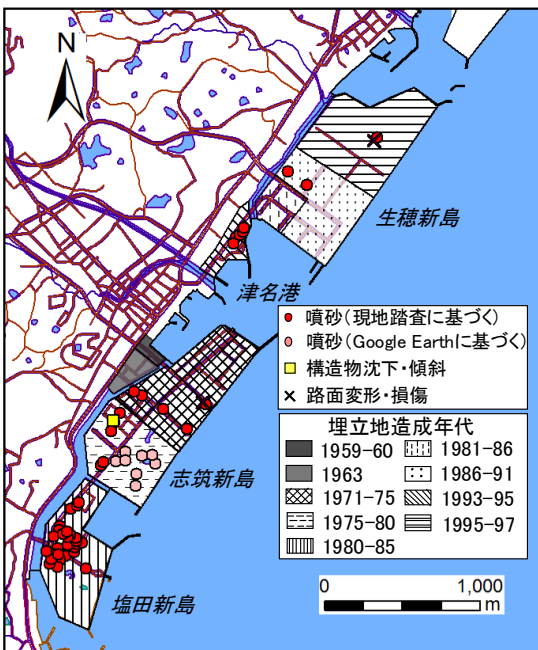 N
生穂新島
津名港
噴砂(現地踏査に基づく)
噴砂(Google Earthに基づく)
構造物沈下・傾斜
路面変形・損傷
埋立地造成年代
1959-60
1963
1971-75
1975-80
1980-85
1981-86
1986-91
1993-95
1995-97
志筑新島
塩田新島
0 1,000
m